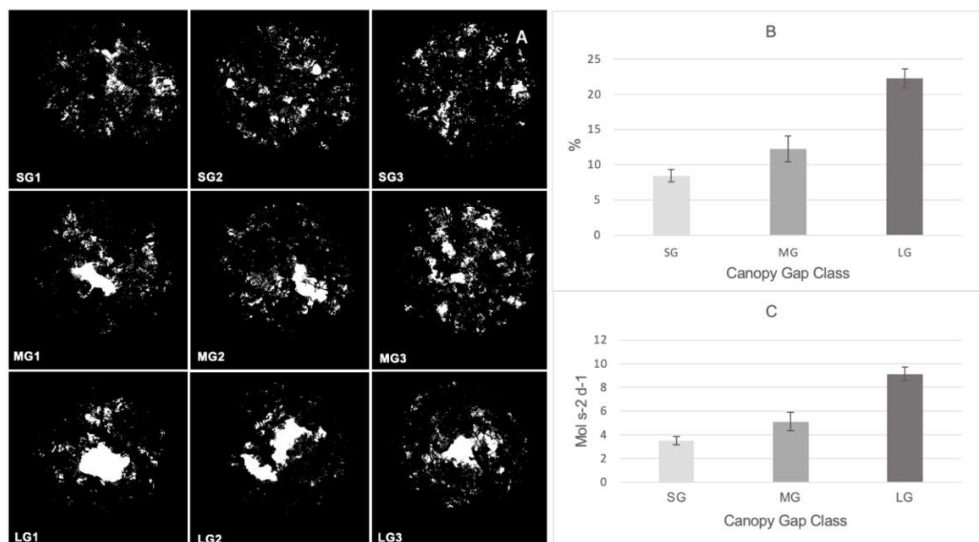 A
SG1
SG2
SG3
MG1
MG2
MG3
LG1
LG2
LG3
B
25
20
15
10
5
0
%
SG
MG
LG
Canopy Gap Class
C
12
10
8
6
4
2
0
Mol s-2 d-1
SG
MG
LG
Canopy Gap Class